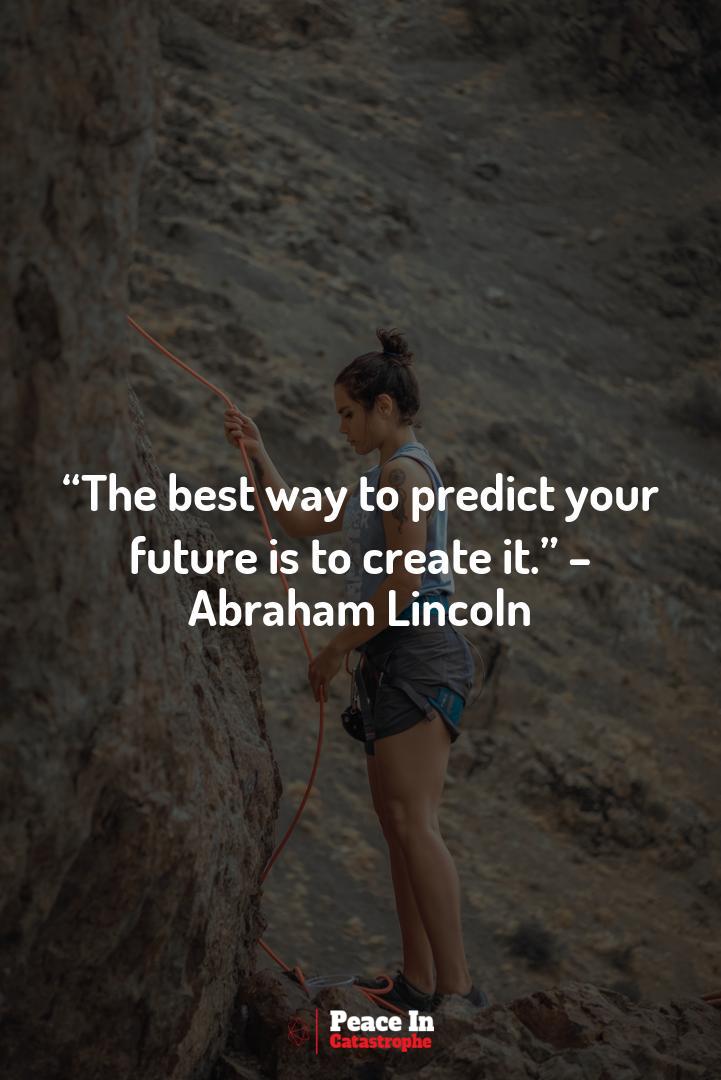 “The best way to predict your
future is to create it.” –
Abraham Lincoln
Peace In
Catastrophe